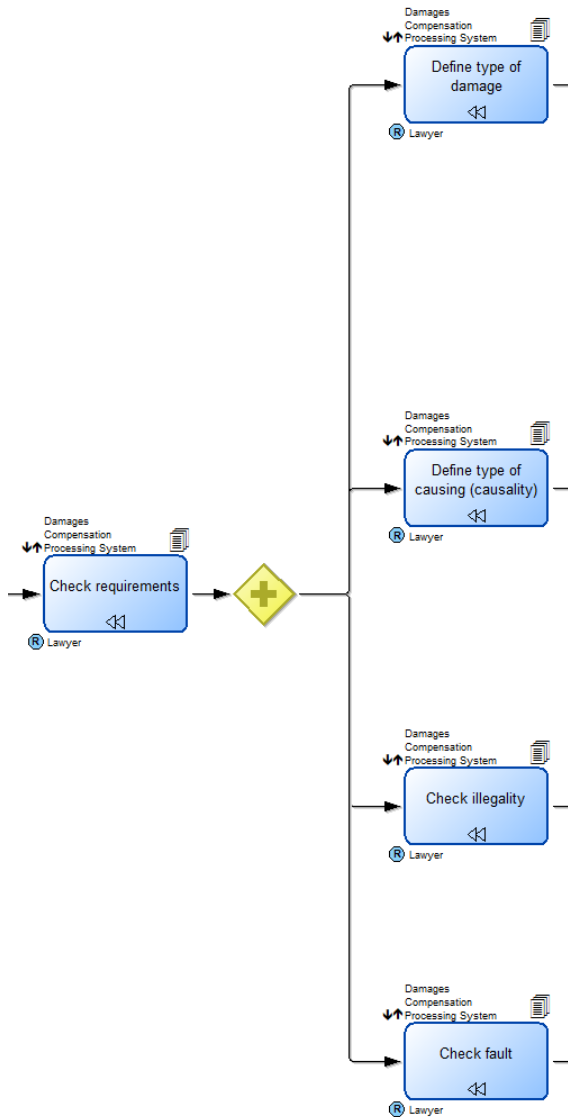 Damages
Compensation
Processing System
Define type of
damage
R Lawyer
Damages
Compensation
Processing System
Define type of
causing (causality)
R Lawyer
Damages
Compensation
Processing System
Check requirements
R Lawyer
Damages
Compensation
Processing System
Check illegality
R Lawyer
Damages
Compensation
Processing System
Check fault
R Lawyer